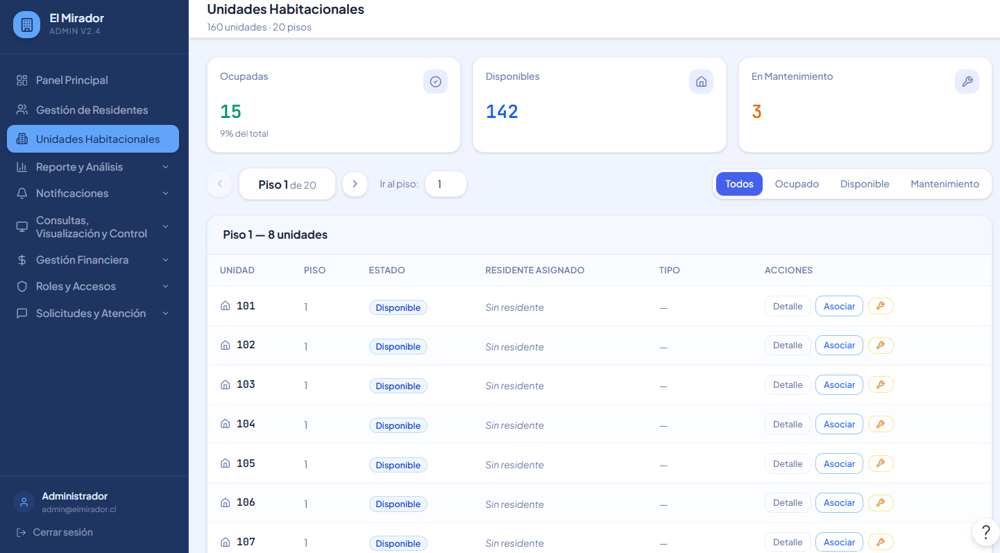 El Mirador
ADMIN V2.4
Panel Principal
Gestión de Residentes
Unidades Habitacionales
Reporte y Análisis
Notificaciones
Consultas,
Visualización y Control
Gestión Financiera
Roles y Accesos
Solicitudes y Atención
Administrador
admin@elmirador.cl
Cerrar sesión
Unidades Habitacionales
160 unidades · 20 pisos
Ocupadas
15
9% del total
Disponibles
142
En Mantenimiento
3
Piso 1 de 20 Ir al piso: 1 Todos Ocupado Disponible Mantenimiento
Piso 1 — 8 unidades
UNIDAD PISO ESTADO RESIDENTE ASIGNADO TIPO ACCIONES
101 1 Disponible Sin residente — Detalle Asociar
102 1 Disponible Sin residente — Detalle Asociar
103 1 Disponible Sin residente — Detalle Asociar
104 1 Disponible Sin residente — Detalle Asociar
105 1 Disponible Sin residente — Detalle Asociar
106 1 Disponible Sin residente — Detalle Asociar
107 1 Disponible Sin residente — Detalle Asociar
?